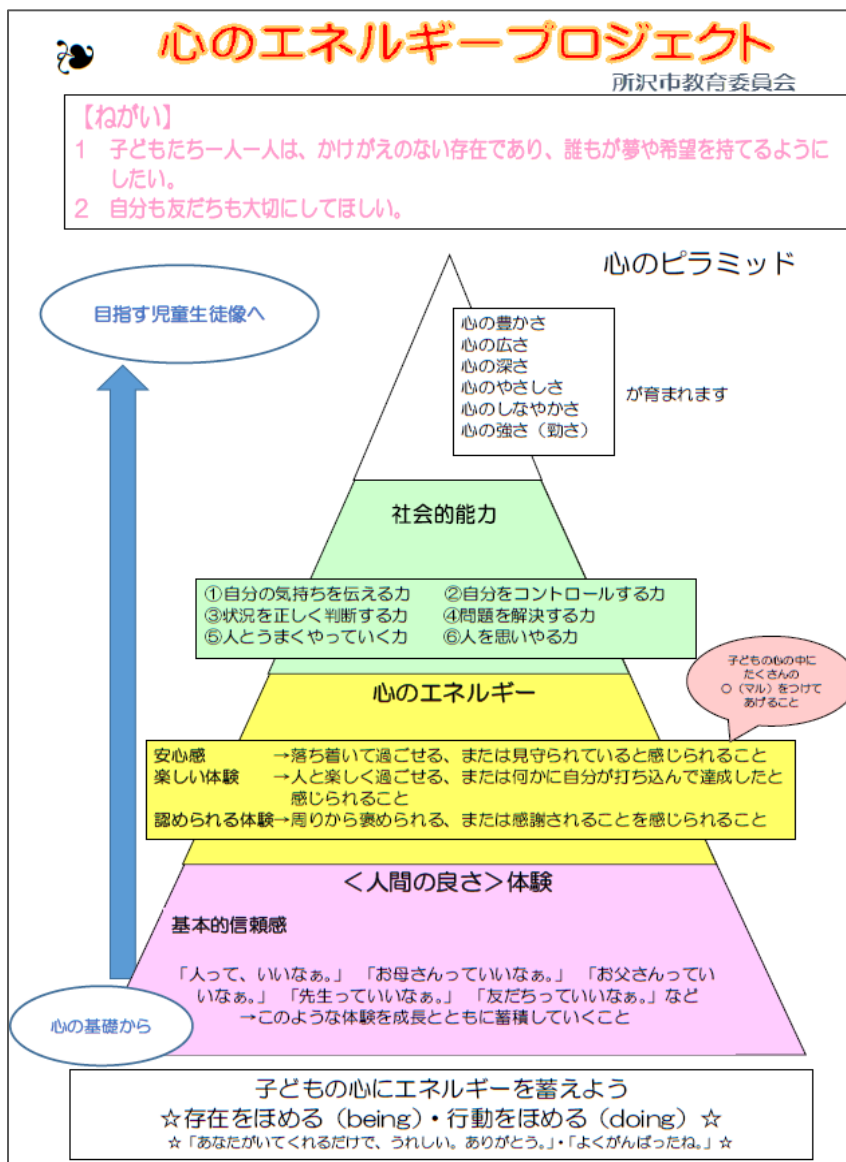 心のエネルギープロジェクト
所沢市教育委員会
【ねがい】
1 子どもたち一人一人は、かけがえのない存在であり、誰もが夢や希望を持てるように
したい。
2 自分も友だちも大切にしてほしい。
心のピラミッド
目指す児童生徒像へ
心の豊かさ
心の広さ
心の深さ
心のやさしさ
心のしなやかさ
心の強さ（勁さ）
が育まれます
社会的能力
①自分の気持ちを伝える力 ②自分をコントロールする力
③状況を正しく判断する力 ④問題を解決する力
⑤人とうまくやっていく力 ⑥人を思いやる力
子どもの心の中に
たくさんの
○（マル）をつけて
あげること
心のエネルギー
安心感 →落ち着いて過ごせる、または見守られていると感じられること
楽しい体験 →人と楽しく過ごせる、または何かに自分が打ち込んで達成したと
感じられること
認められる体験→周りから褒められる、または感謝されることを感じられること
＜人間の良さ＞体験
基本的信頼感
「人って、いいなぁ。」「お母さんっていいなぁ。」「お父さんってい
いなぁ。」「先生っていいなぁ。」「友だちっていいなぁ。」など
→このような体験を成長とともに蓄積していくこと
心の基礎から
子どもの心にエネルギーを蓄えよう
☆存在をほめる（being）・行動をほめる（doing）☆
☆「あなたがいてくれるだけで、うれしい。ありがとう。」・「よくがんばったね。」☆